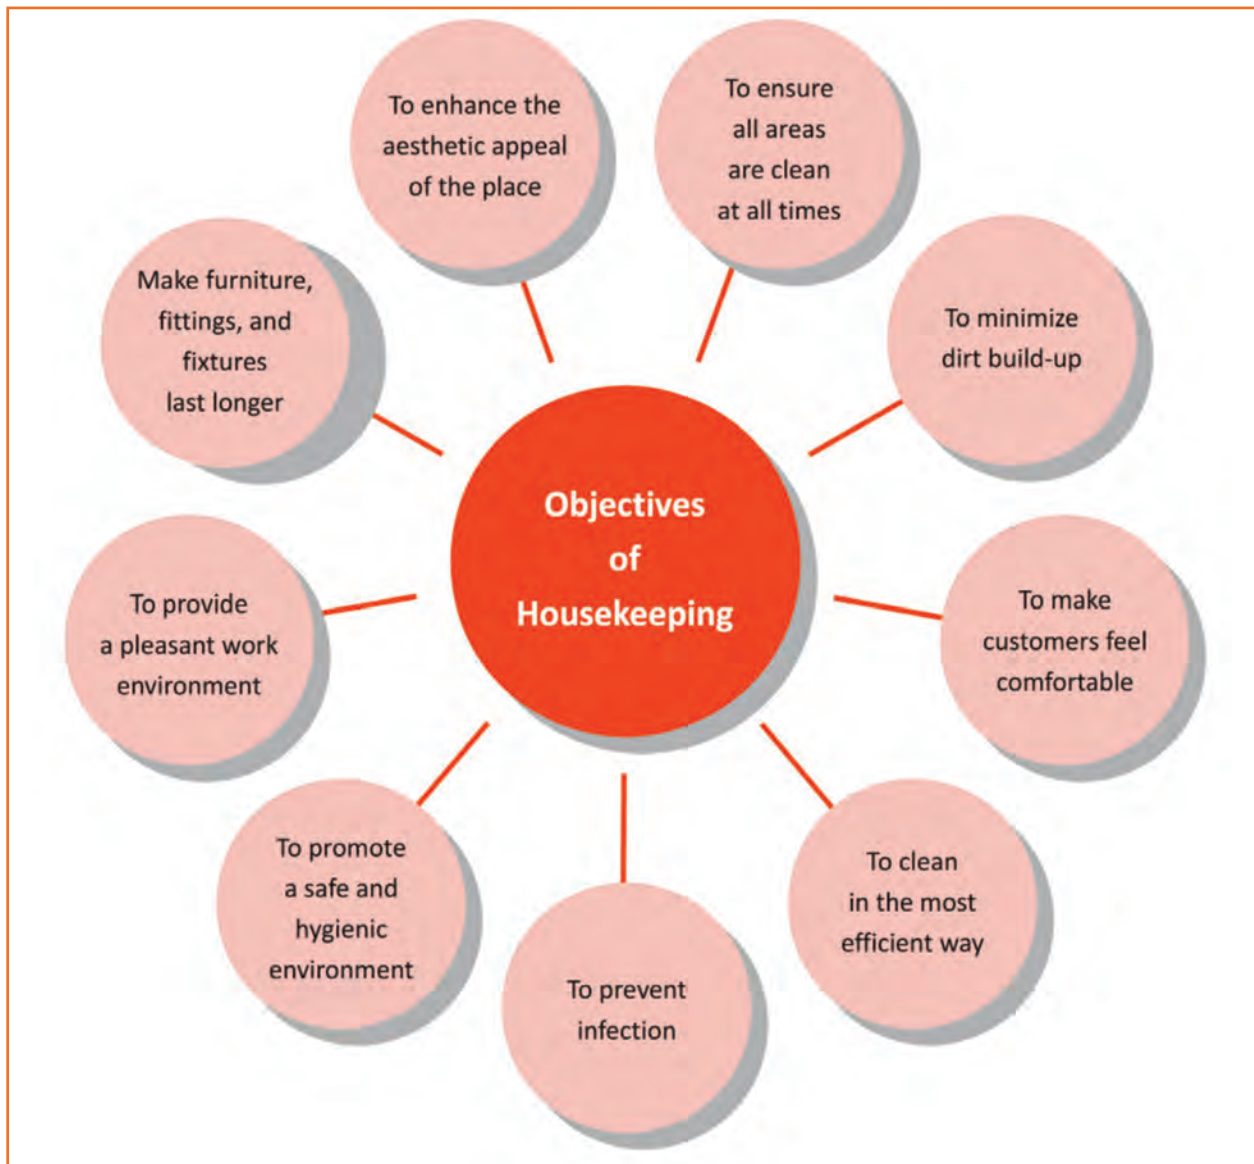 Objectives
of
Housekeeping
To ensure
all areas
are clean
at all times
To minimize
dirt build-up
To make
customers feel
comfortable
To clean
in the most
efficient way
To prevent
infection
To promote
a safe and
hygienic
environment
To provide
a pleasant work
environment
Make furniture,
fittings, and
fixtures
last longer
To enhance the
aesthetic appeal
of the place